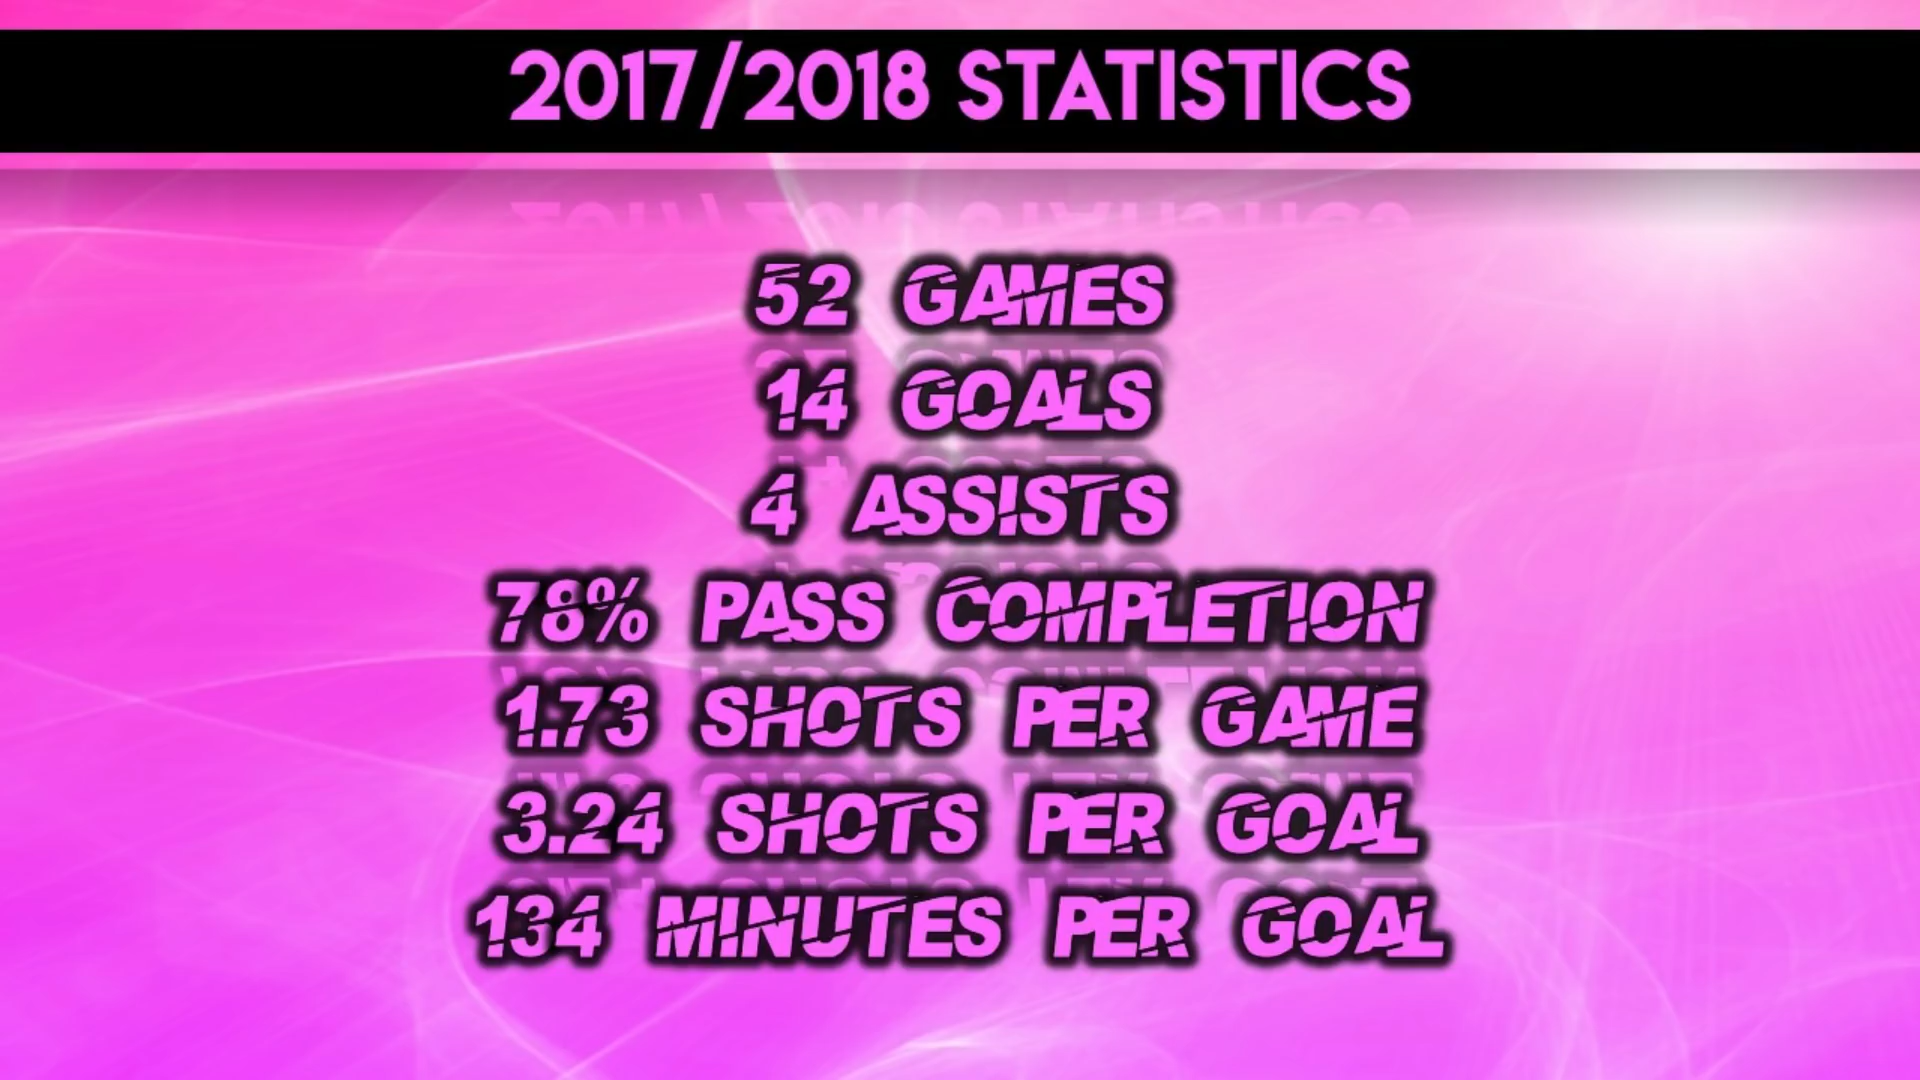 2017/2018 STATISTICS
52 GAMES
14 GOALS
4 ASSISTS
78% PASS COMPLETION
1.73 SHOTS PER GAME
3.24 SHOTS PER GOAL
134 MINUTES PER GOAL